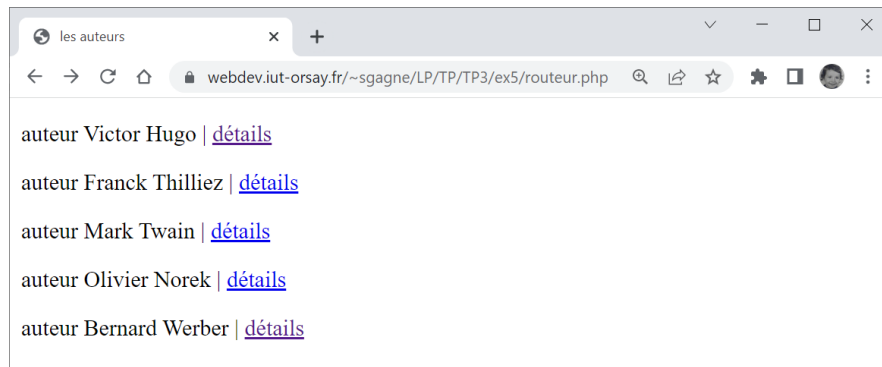 les auteurs
webdev.iut-orsay.fr/~sgagne/LP/TP/TP3/ex5/routeur.php
auteur Victor Hugo | détails
auteur Franck Thilliez | détails
auteur Mark Twain | détails
auteur Olivier Norek | détails
auteur Bernard Werber | détails